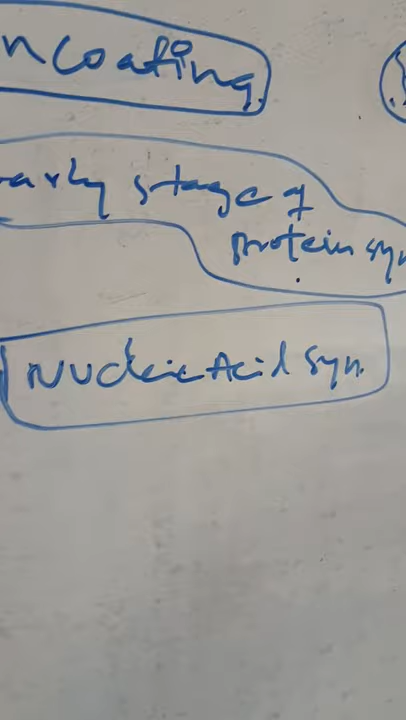 ncoating.
arly stage of
protein syn
Nucleic Acid Syn.